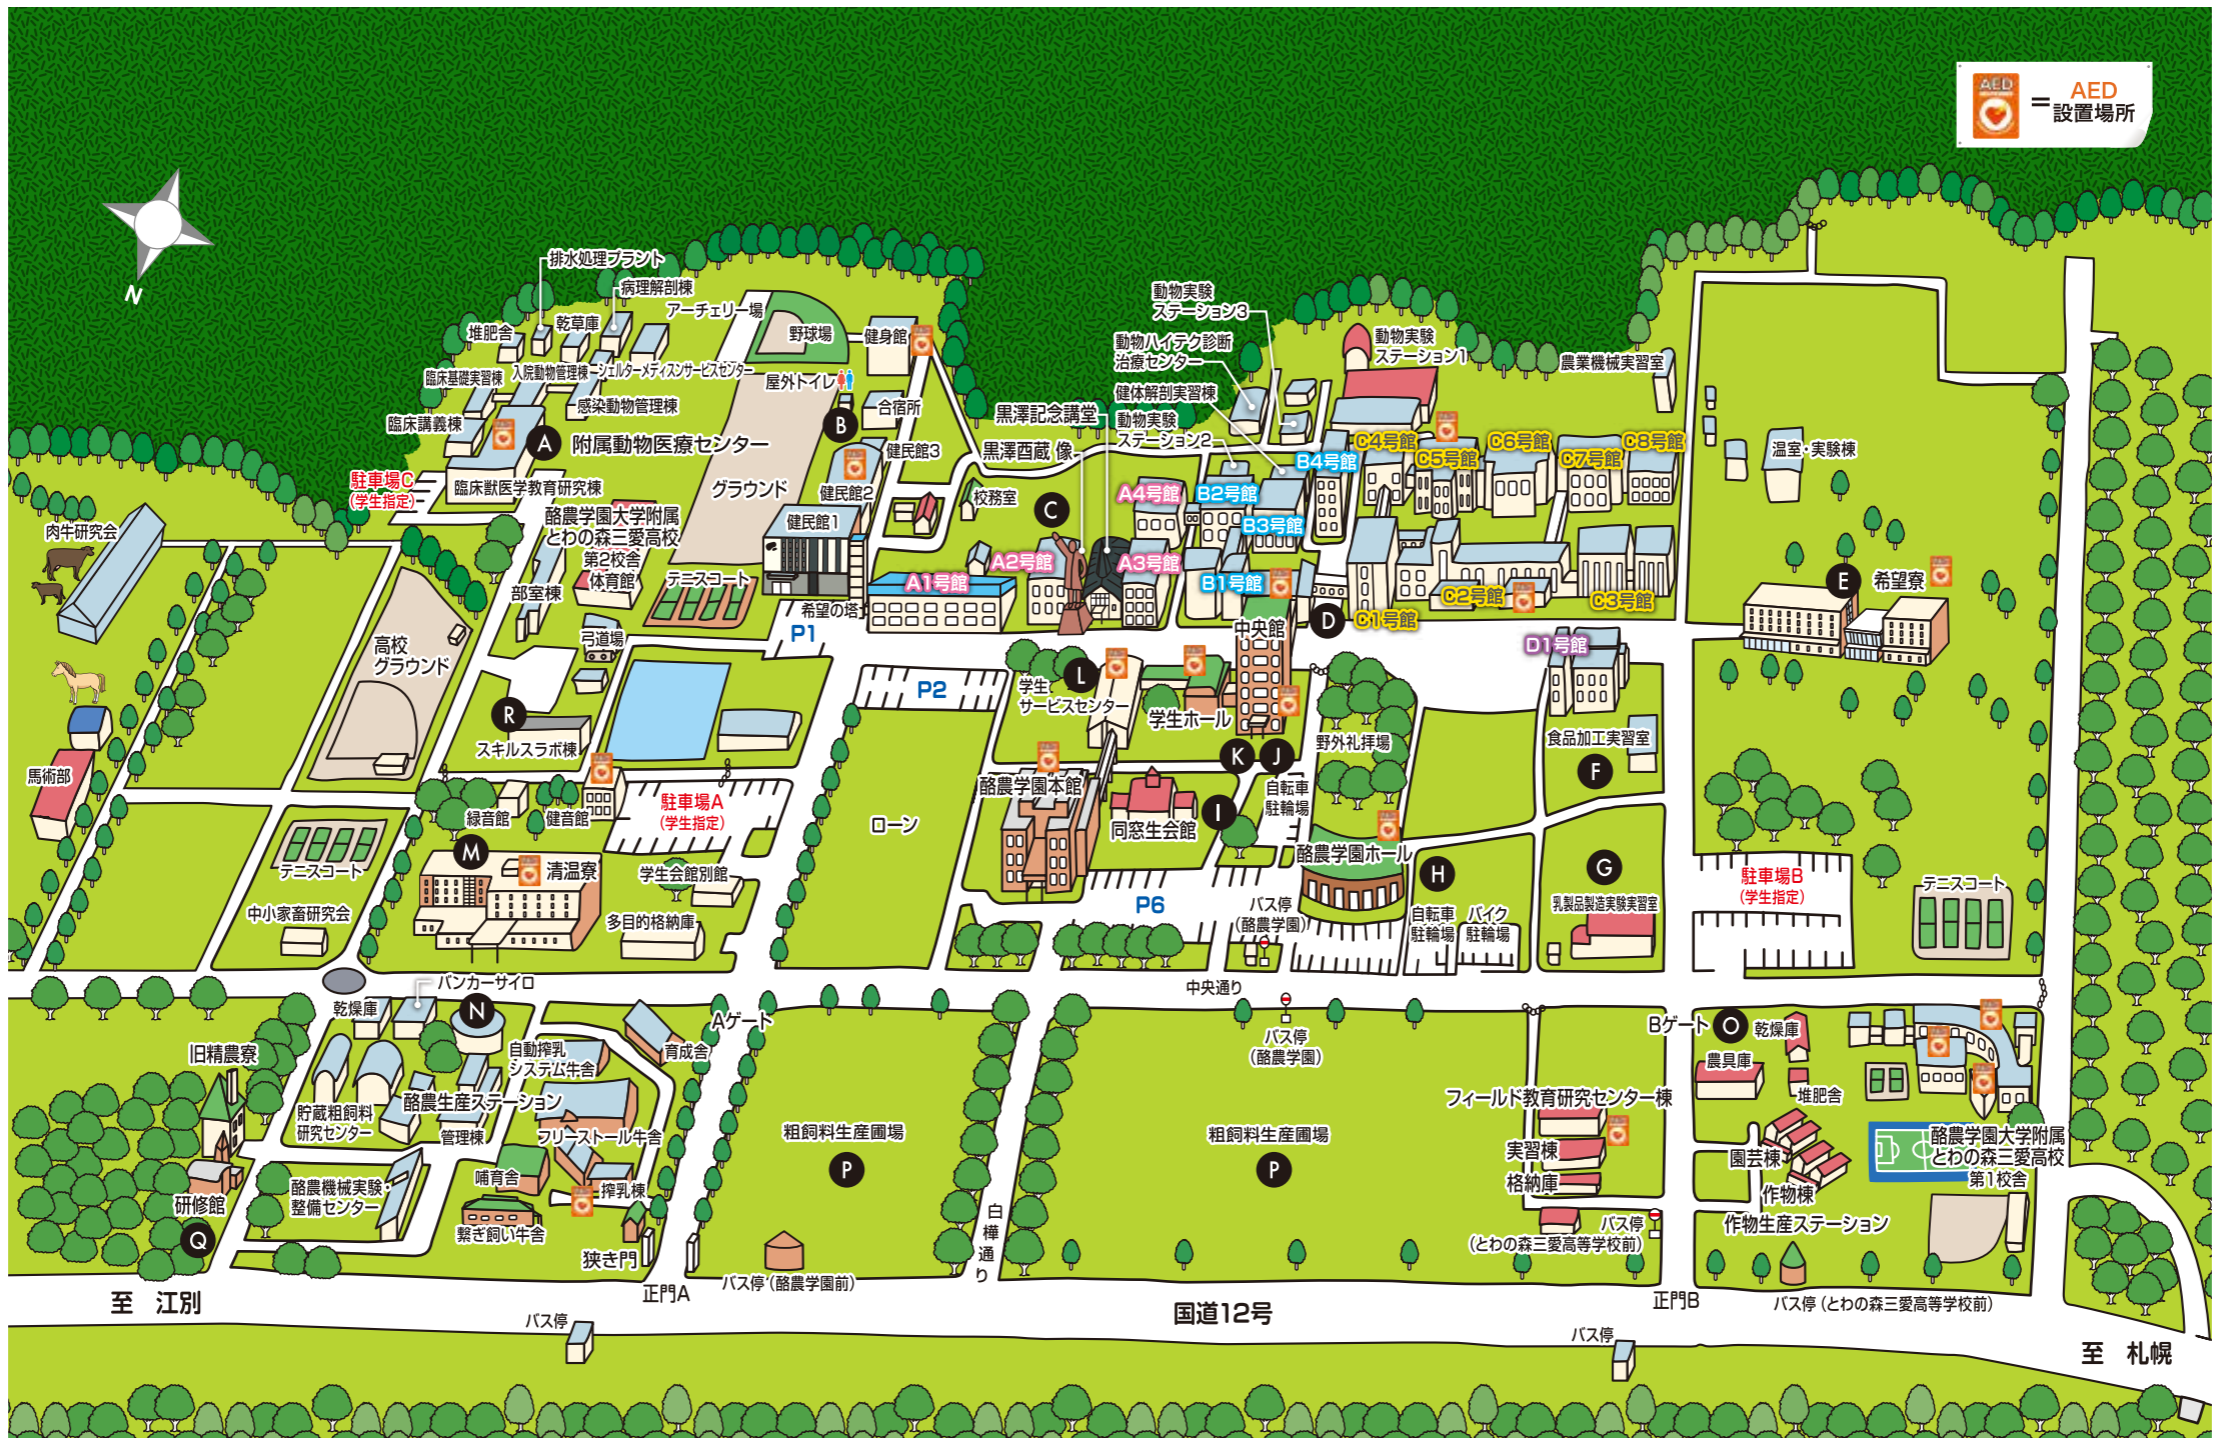 AED
=
AED
設置場所
N
排水処理プラント
病理解剖棟
堆肥舎
乾草庫
アーチェリー場
野球場
健身館
臨床基礎実習棟
入院動物管理棟
シェルターメディスンサービスセンター
屋外トイレ
感染動物管理棟
合宿所
臨床講義棟
A
附属動物医療センター
B
健民館3
駐車場C
(学生指定)
臨床獣医学教育研究棟
グラウンド
健民館2
健民館1
肉牛研究会
酪農学園大学附属
とわの森三愛高校
第2校舎
体育館
部室棟
テニスコート
希望の塔
P1
弓道場
高校
グラウンド
動物実験
ステーション3
動物ハイテク診断
治療センター
健体解剖実習棟
黒澤記念講堂
動物実験
ステーション2
黒澤酉蔵 像
動物実験
ステーション1
農業機械実習室
校務室
C
A4号館
B2号館
B3号館
B4号館
C4号館
C5号館
C6号館
C7号館
C8号館
温室・実験棟
A1号館
A2号館
A3号館
B1号館
C1号館
C2号館
C3号館
E
希望寮
中央館
D
D1号館
P2
L
学生
サービスセンター
学生ホール
R
スキルスラボ棟
K
J
野外礼拝場
食品加工実習室
F
馬術部
緑音館
健音館
駐車場A
(学生指定)
ローン
酪農学園本館
同窓生会館
I
自転車
駐輪場
酪農学園ホール
テニスコート
M
清温寮
学生会館別館
H
G
駐車場B
(学生指定)
テニスコート
中小家畜研究会
多目的格納庫
P6
バス停
(酪農学園)
自転車
駐輪場
バイク
駐輪場
乳製品製造実験実習室
中央通り
バンカーサイロ
乾燥庫
N
Aゲート
バス停
(酪農学園)
Bゲート
O
乾燥庫
旧精農寮
自動搾乳
システム牛舎
育成舎
農具庫
貯蔵粗飼料
研究センター
酪農生産ステーション
管理棟
フリーストール牛舎
粗飼料生産圃場
P
粗飼料生産圃場
P
フィールド教育研究センター棟
堆肥舎
実習棟
格納庫
園芸棟
作物棟
作物生産ステーション
酪農学園大学附属
とわの森三愛高校
第1校舎
研修館
Q
酪農機械実験・
整備センター
哺育舎
搾乳棟
繋ぎ飼い牛舎
狭き門
白樺通り
バス停
(とわの森三愛高等学校前)
至 江別
正門A
バス停(酪農学園前)
国道12号
正門B
バス停(とわの森三愛高等学校前)
バス停
バス停
至 札幌